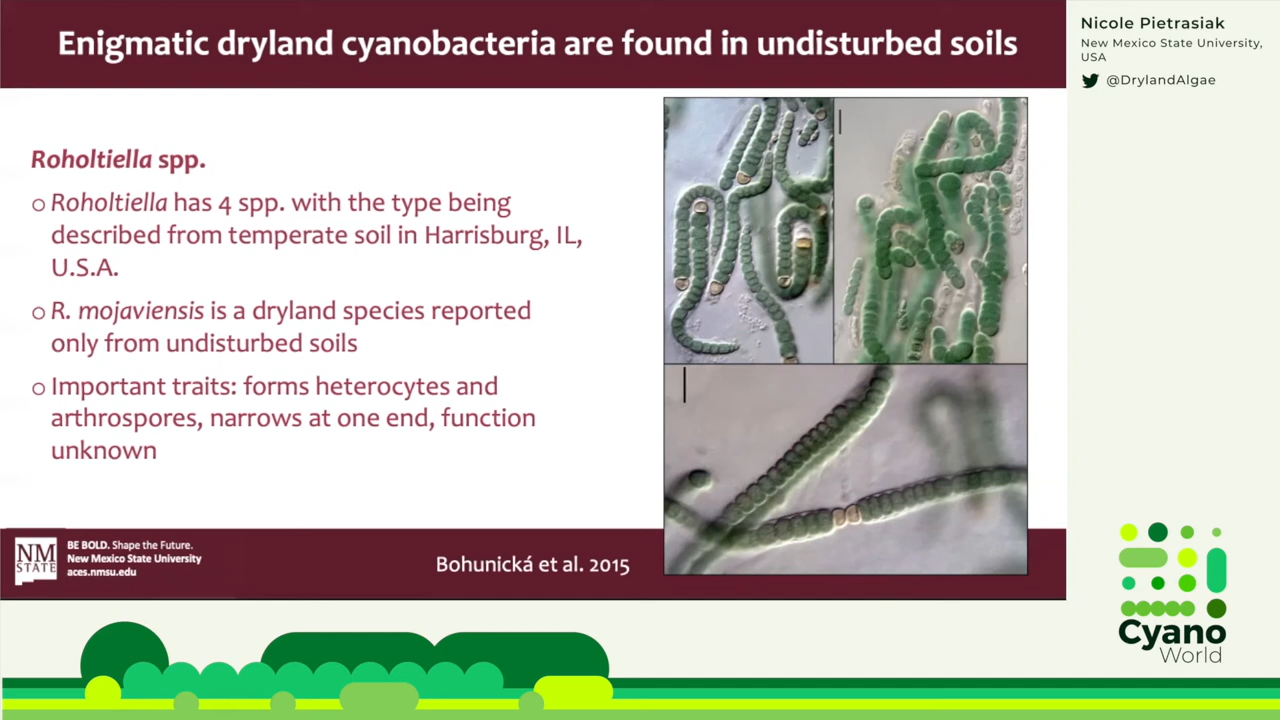 Enigmatic dryland cyanobacteria are found in undisturbed soils
Roholtiella spp.
o Roholtiella has 4 spp. with the type being
described from temperate soil in Harrisburg, IL,
U.S.A.
o R. mojaviensis is a dryland species reported
only from undisturbed soils
o Important traits: forms heterocytes and
arthrospores, narrows at one end, function
unknown
NM
STATE
BE BOLD. Shape the Future.
New Mexico State University
aces.nmsu.edu
Bohunická et al. 2015
Nicole Pietrasiak
New Mexico State University,
USA
@DrylandAlgae
Cyano
World